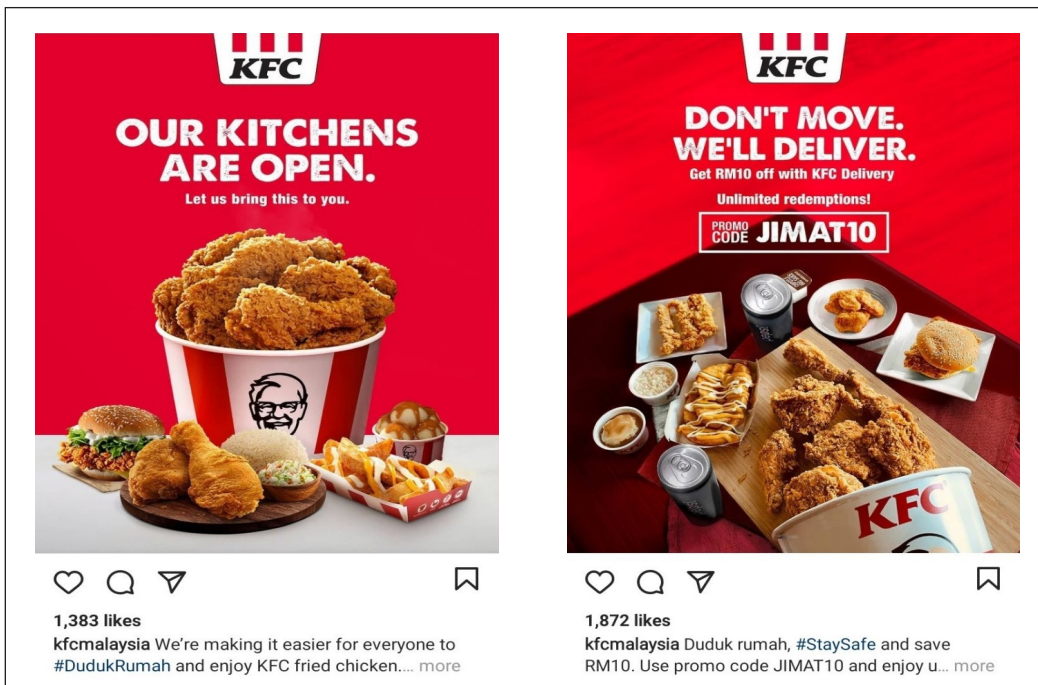 KFC
OUR KITCHENS
ARE OPEN.
Let us bring this to you.
1,383 likes
kfcmalaysia We're making it easier for everyone to
#DudukRumah and enjoy KFC fried chicken.... more
KFC
DON'T MOVE.
WE'LL DELIVER.
Get RM10 off with KFC Delivery
Unlimited redemptions!
PROMO
CODE JIMAT10
KFC
1,872 likes
kfcmalaysia Duduk rumah, #StaySafe and save
RM10. Use promo code JIMAT10 and enjoy u... more